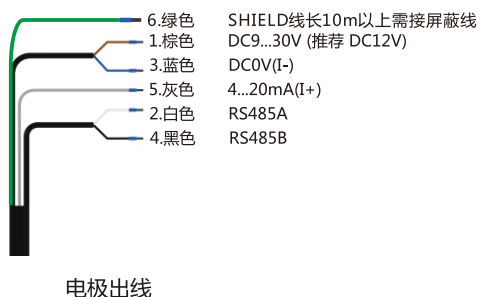 6.绿色 SHIELD线长10m以上需接屏蔽线
1.棕色 DC9...30V (推荐 DC12V)
3.蓝色 DC0V(I-)
5.灰色 4...20mA(I+)
2.白色 RS485A
4.黑色 RS485B
电极出线